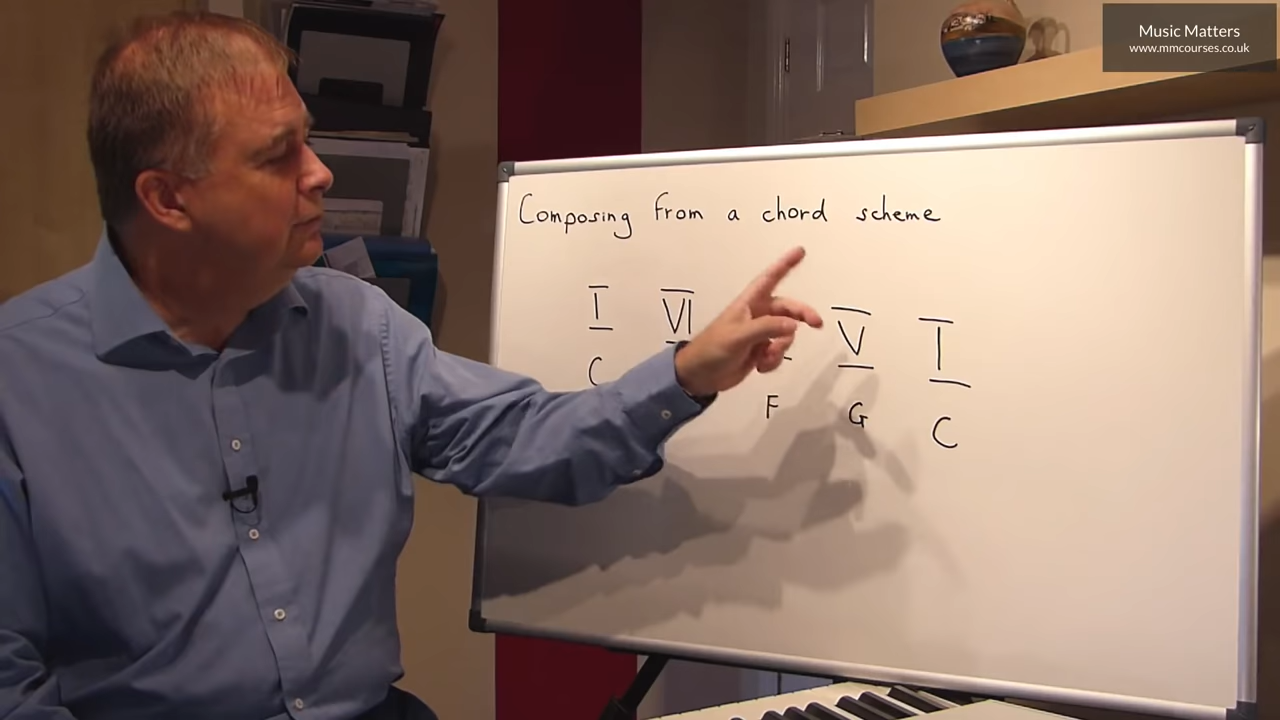 Music Matters
www.mmcourses.co.uk
Composing from a chord scheme
I VI V I
C F G C